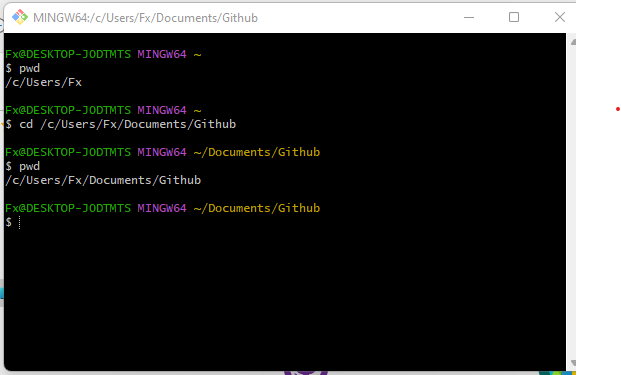 MINGW64:/c/Users/Fx/Documents/Github
Fx@DESKTOP-JODTMTS MINGW64 ~
$ pwd
/c/Users/Fx
Fx@DESKTOP-JODTMTS MINGW64 ~
$ cd /c/Users/Fx/Documents/Github
Fx@DESKTOP-JODTMTS MINGW64 ~/Documents/Github
$ pwd
/c/Users/Fx/Documents/Github
Fx@DESKTOP-JODTMTS MINGW64 ~/Documents/Github
$